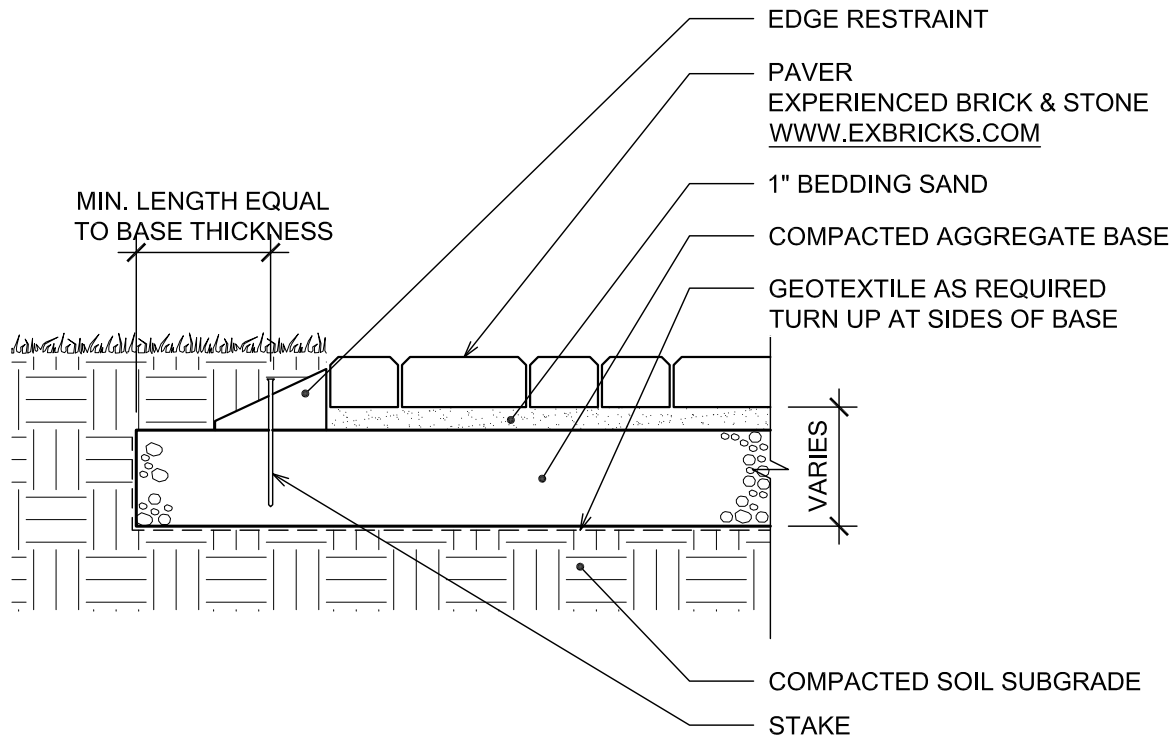 EDGE RESTRAINT
PAVER
EXPERIENCED BRICK & STONE
WWW.EXBRICKS.COM
MIN. LENGTH EQUAL
TO BASE THICKNESS
1" BEDDING SAND
COMPACTED AGGREGATE BASE
GEOTEXTILE AS REQUIRED
TURN UP AT SIDES OF BASE
VARIES
COMPACTED SOIL SUBGRADE
STAKE